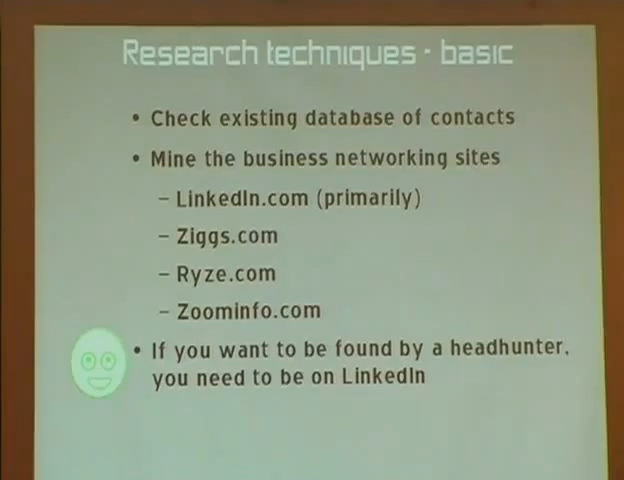 Research techniques - basic
• Check existing database of contacts
• Mine the business networking sites
– LinkedIn.com (primarily)
– Ziggs.com
– Ryze.com
– Zoominfo.com
• If you want to be found by a headhunter,
you need to be on LinkedIn